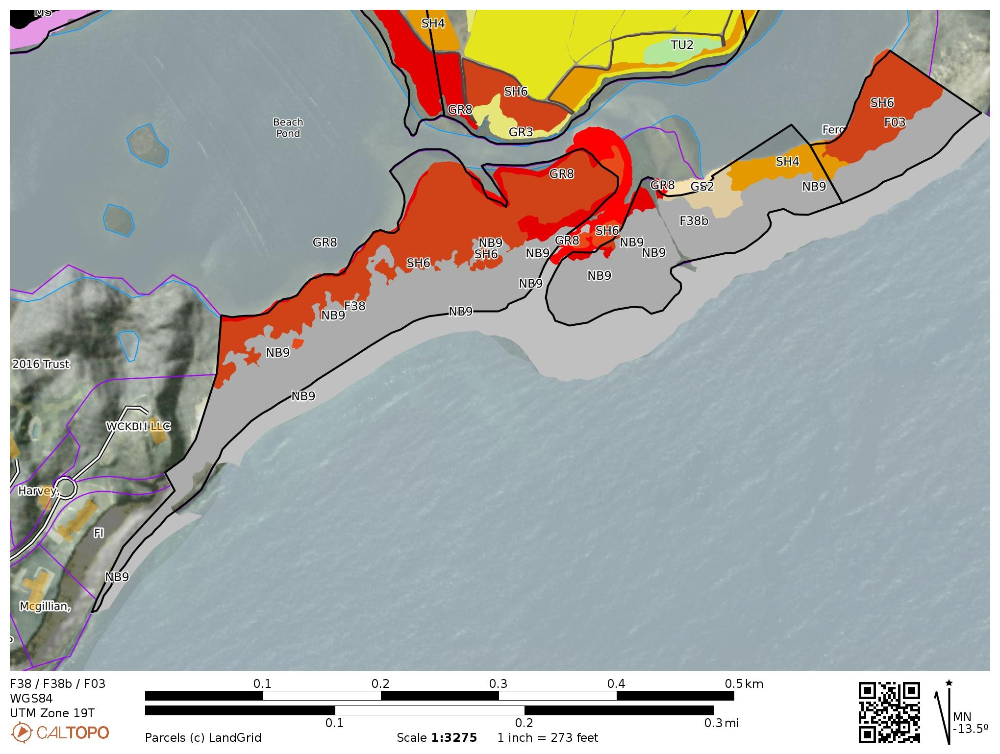 MS
SH4
TU2
SH6
GR8
GR3
Beach
Pond
SH6
F03
Ferg
SH4
GR8
GR8
GS2
NB9
F38b
GR8
SH6
GR8
NB9
NB9
SH6
NB9
NB9
SH6
NB9
NB9
F38
NB9
NB9
NB9
NB9
2016 Trust
WCKBH LLC
Harvey,
Fl
NB9
Mcgillian,
F38 / F38b / F03
WGS84
UTM Zone 19T
CALTOPO
0.1 0.2 0.3 0.4 0.5 km
0.1 0.2 0.3 mi
Parcels (c) LandGrid Scale 1:3275 1 inch = 273 feet
MN
-13.5º